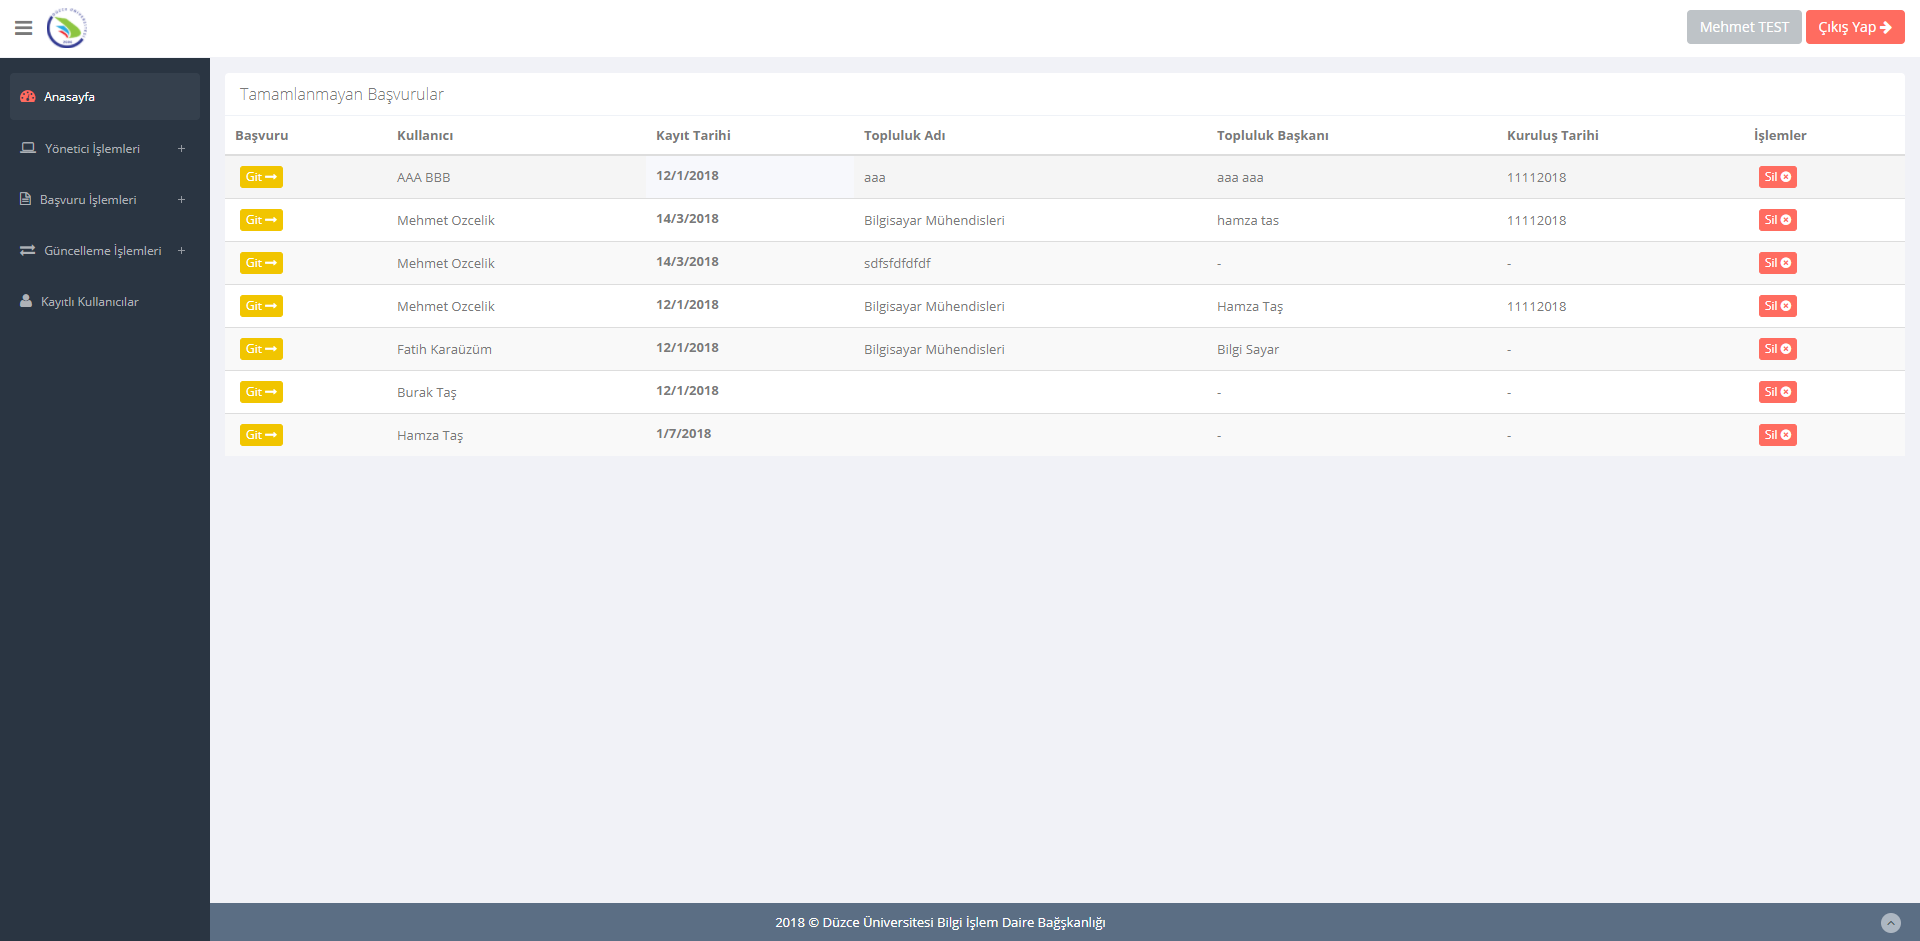 Mehmet TEST
Çıkış Yap
Anasayfa
Yönetici İşlemleri +
Başvuru İşlemleri +
Güncelleme İşlemleri +
Kayıtlı Kullanıcılar
Tamamlanmayan Başvurular
Başvuru Kullanıcı Kayıt Tarihi Topluluk Adı Topluluk Başkanı Kuruluş Tarihi İşlemler
Git AAA BBB 12/1/2018 aaa aaa aaa 11112018 Sil
Git Mehmet Ozcelik 14/3/2018 Bilgisayar Mühendisleri hamza tas 11112018 Sil
Git Mehmet Ozcelik 14/3/2018 sdfsfdfdfdf - - Sil
Git Mehmet Ozcelik 12/1/2018 Bilgisayar Mühendisleri Hamza Taş 11112018 Sil
Git Fatih Karaüzüm 12/1/2018 Bilgisayar Mühendisleri Bilgi Sayar - Sil
Git Burak Taş 12/1/2018 - - Sil
Git Hamza Taş 1/7/2018 - - Sil
2018 © Düzce Üniversitesi Bilgi İşlem Daire Bağşkanlığı